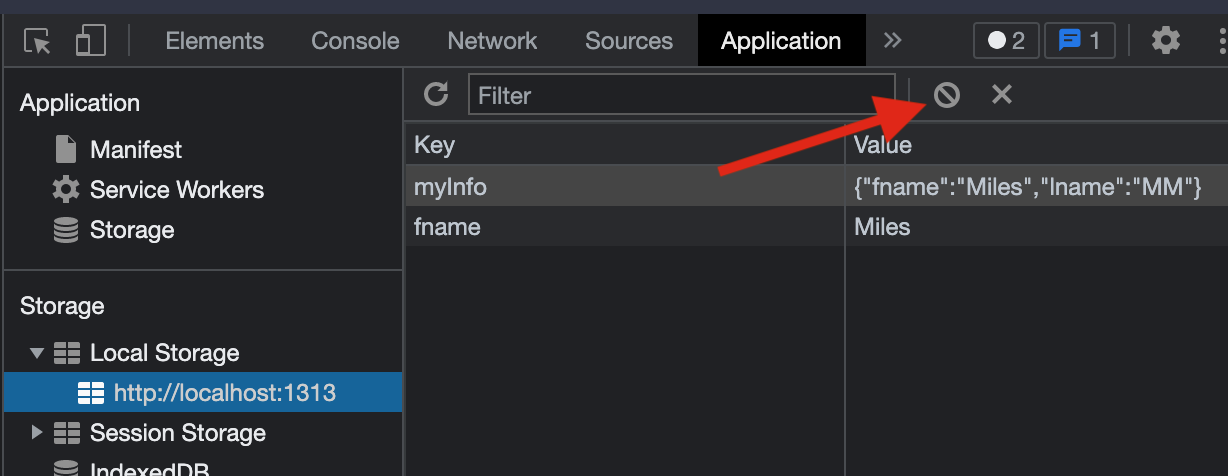 Elements Console Network Sources Application 2 1
Application
Manifest
Service Workers
Storage
Storage
Local Storage
http://localhost:1313
Session Storage
IndexedDB
Filter
Key Value
myInfo {"fname":"Miles","lname":"MM"}
fname Miles